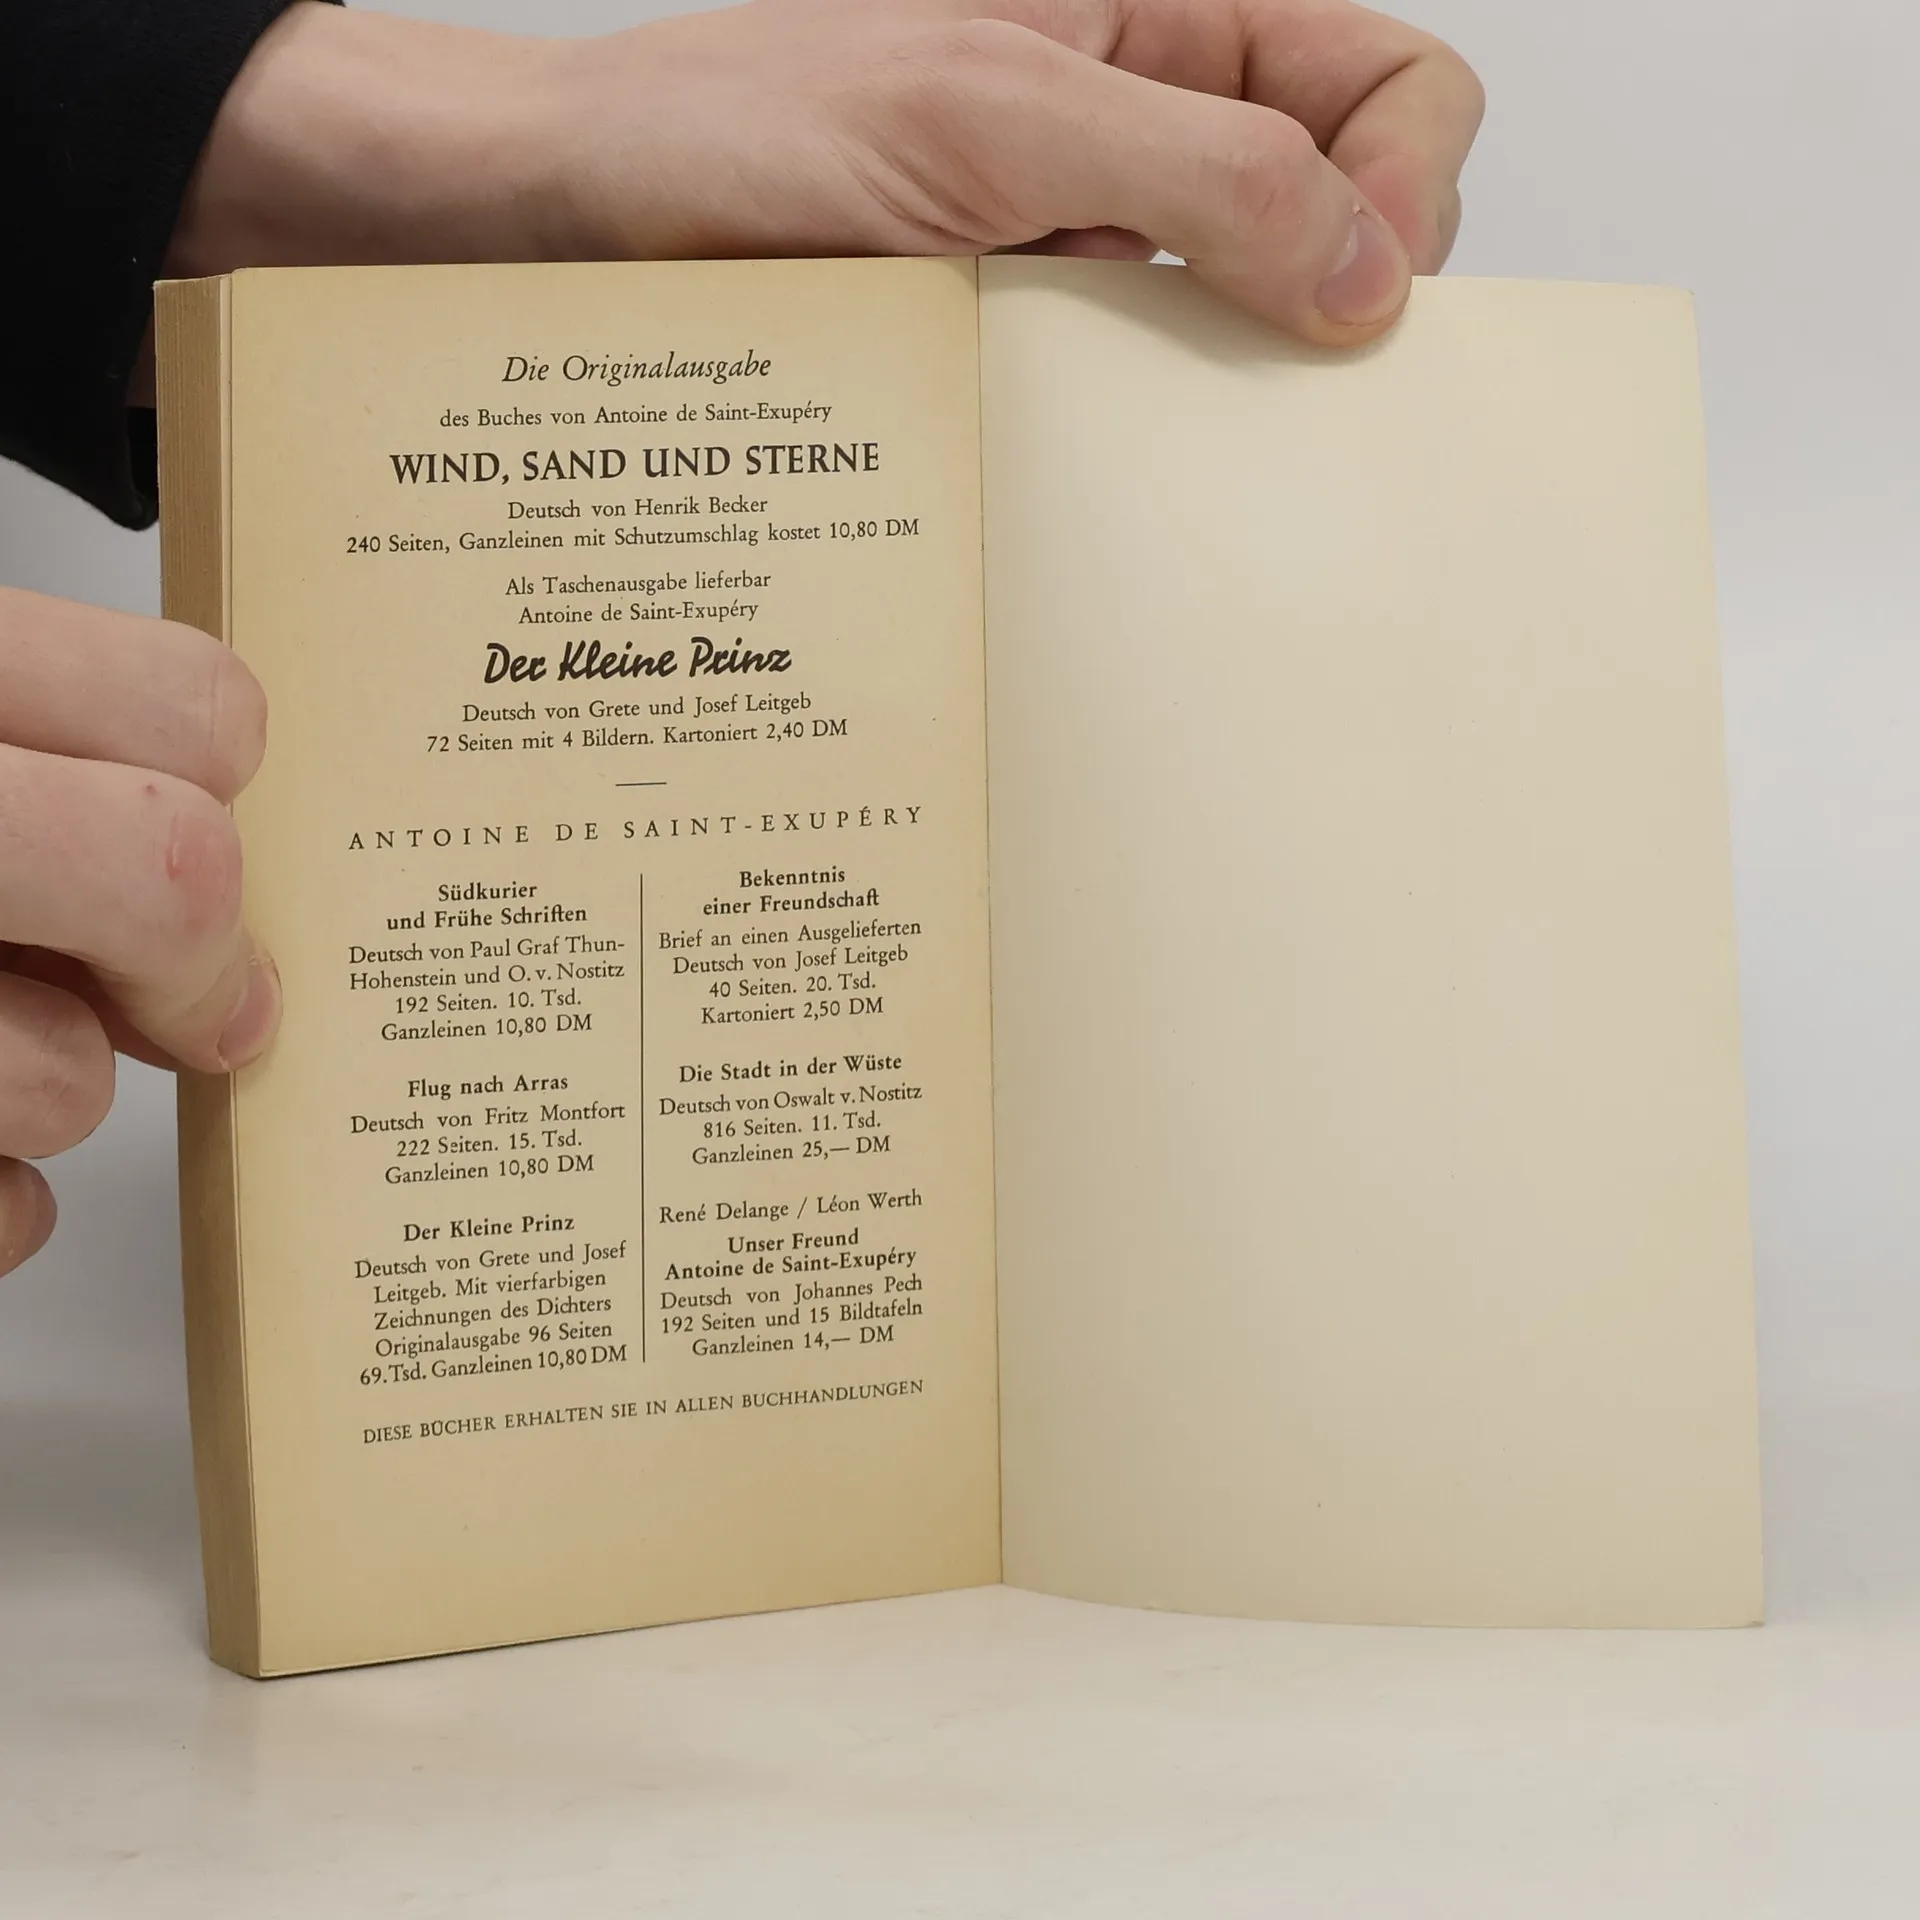 Die Originalausgabe
des Buches von Antoine de Saint-Exupéry
WIND, SAND UND STERNE
Deutsch von Henrik Becker
240 Seiten, Ganzleinen mit Schutzumschlag kostet 10,80 DM
Als Taschenausgabe lieferbar
Antoine de Saint-Exupéry
Der Kleine Prinz
Deutsch von Grete und Josef Leitgeb
72 Seiten mit 4 Bildern. Kartoniert 2,40 DM
ANTOINE DE SAINT-EXUPÉRY
Südkurier
und Frühe Schriften
Deutsch von Paul Graf Thun-
Hohenstein und O. v. Nostitz
192 Seiten. 10. Tsd.
Ganzleinen 10,80 DM
Flug nach Arras
Deutsch von Fritz Montfort
222 Seiten. 15. Tsd.
Ganzleinen 10,80 DM
Der Kleine Prinz
Deutsch von Grete und Josef
Leitgeb. Mit vierfarbigen
Zeichnungen des Dichters
Originalausgabe 96 Seiten
69. Tsd. Ganzleinen 10,80 DM
Bekenntnis
einer Freundschaft
Brief an einen Ausgelieferten
Deutsch von Josef Leitgeb
40 Seiten. 20. Tsd.
Kartoniert 2,50 DM
Die Stadt in der Wüste
Deutsch von Oswalt v. Nostitz
816 Seiten. 11. Tsd.
Ganzleinen 25,— DM
René Delange / Léon Werth
Unser Freund
Antoine de Saint-Exupéry
Deutsch von Johannes Pech
192 Seiten und 15 Bildtafeln
Ganzleinen 14,— DM
DIESE BÜCHER ERHALTEN SIE IN ALLEN BUCHHANDLUNGEN